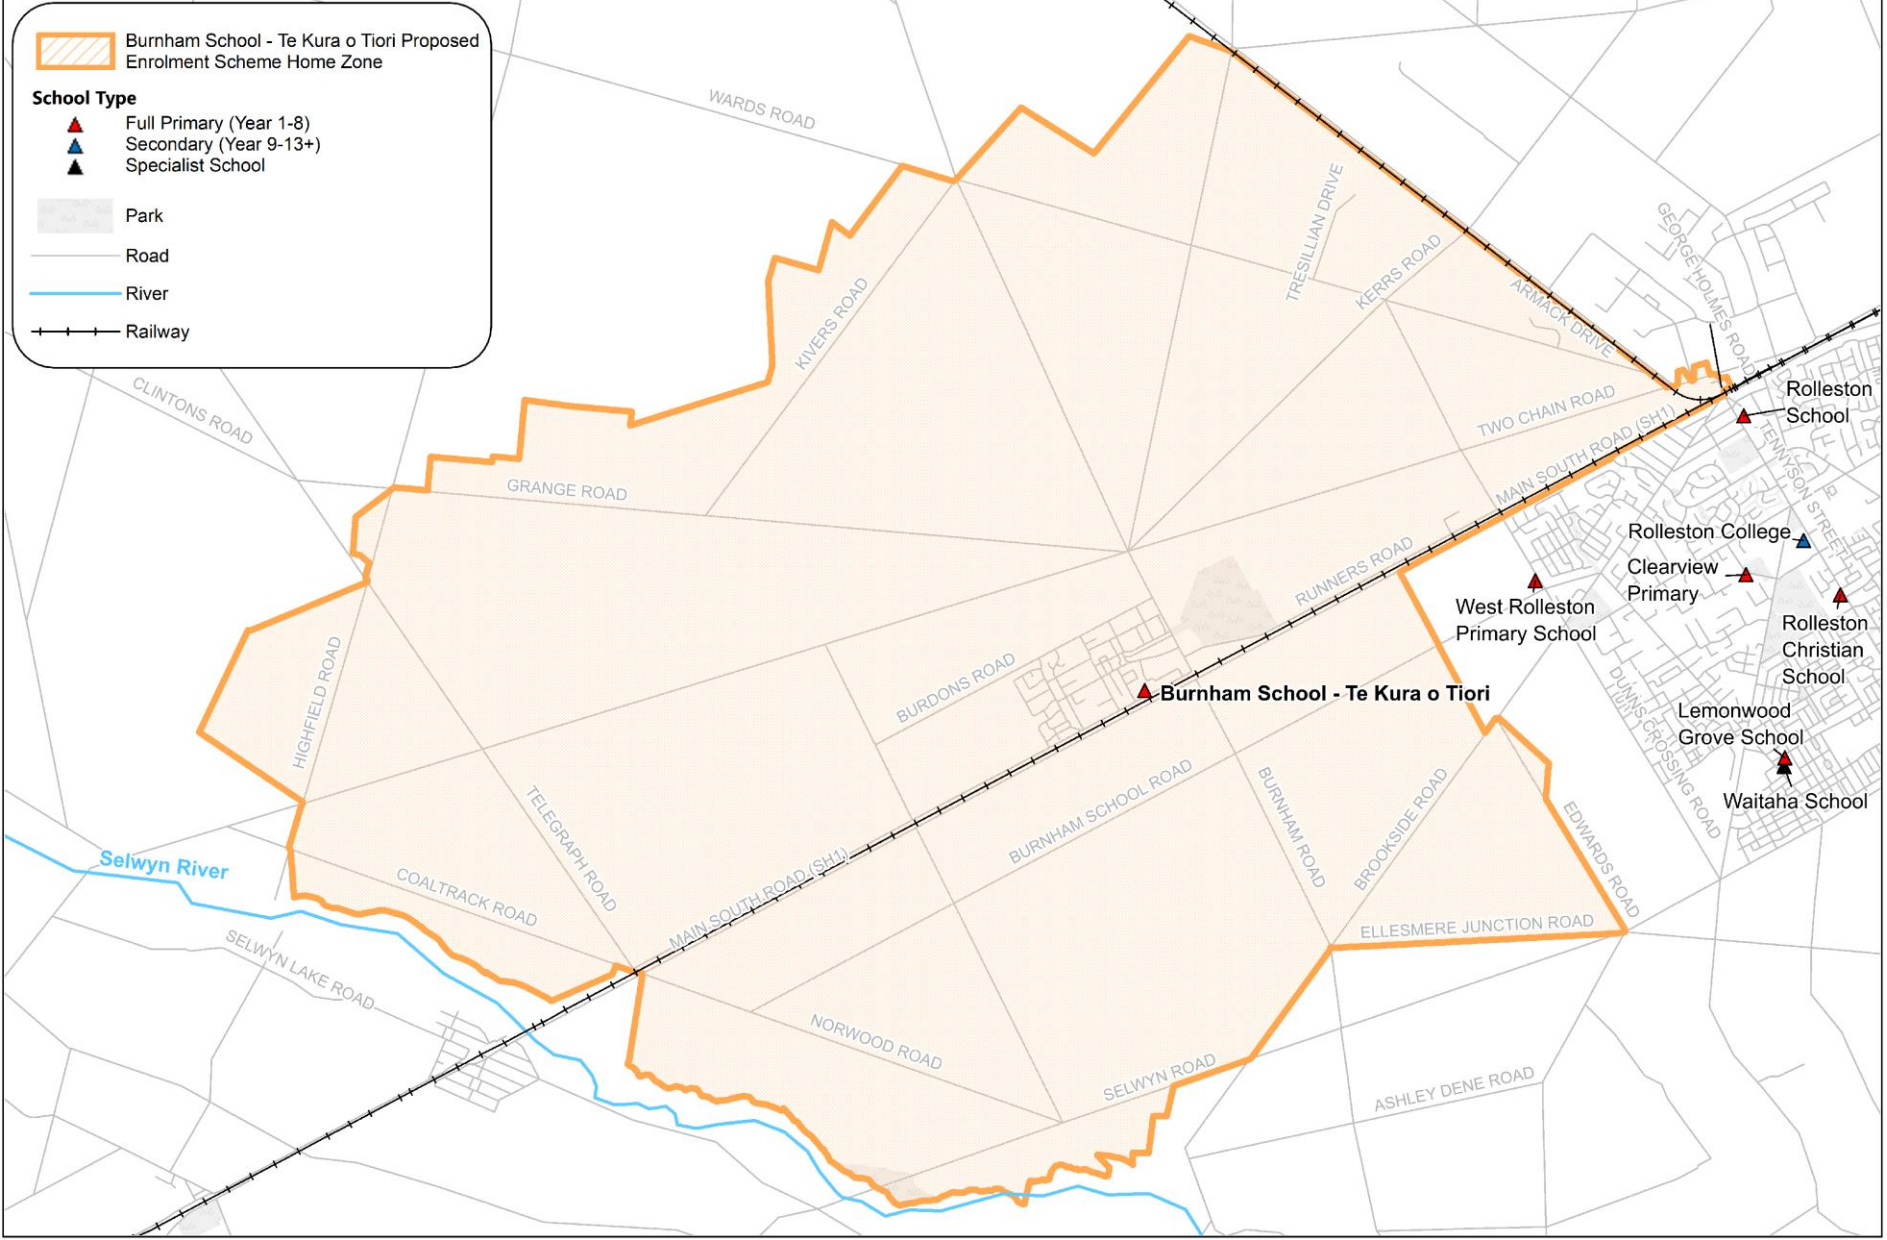 Burnham School - Te Kura o Tiori Proposed
Enrolment Scheme Home Zone
School Type
Full Primary (Year 1-8)
Secondary (Year 9-13+)
Specialist School
Park
Road
River
Railway
WARDS ROAD
TRESILLIAN DRIVE
KERRS ROAD
GEORGE HOLMES ROAD
ARMACK DRIVE
KIVERS ROAD
CLINTONS ROAD
TWO CHAIN ROAD
Rolleston
School
MAIN SOUTH ROAD (SH1)
TENNYSON STREET
GRANGE ROAD
Rolleston College
RUNNERS ROAD
Clearview
Primary
West Rolleston
Primary School
Rolleston
Christian
School
HIGHFIELD ROAD
BURDONS ROAD
Burnham School - Te Kura o Tiori
DUNNS CROSSING ROAD
Lemonwood
Grove School
Waitaha School
TELEGRAPH ROAD
BURNHAM SCHOOL ROAD
BURNHAM ROAD
BROOKSIDE ROAD
EDWARDS ROAD
Selwyn River
COALTRACK ROAD
MAIN SOUTH ROAD (SH1)
ELLESMERE JUNCTION ROAD
SELWYN LAKE ROAD
NORWOOD ROAD
SELWYN ROAD
ASHLEY DENE ROAD